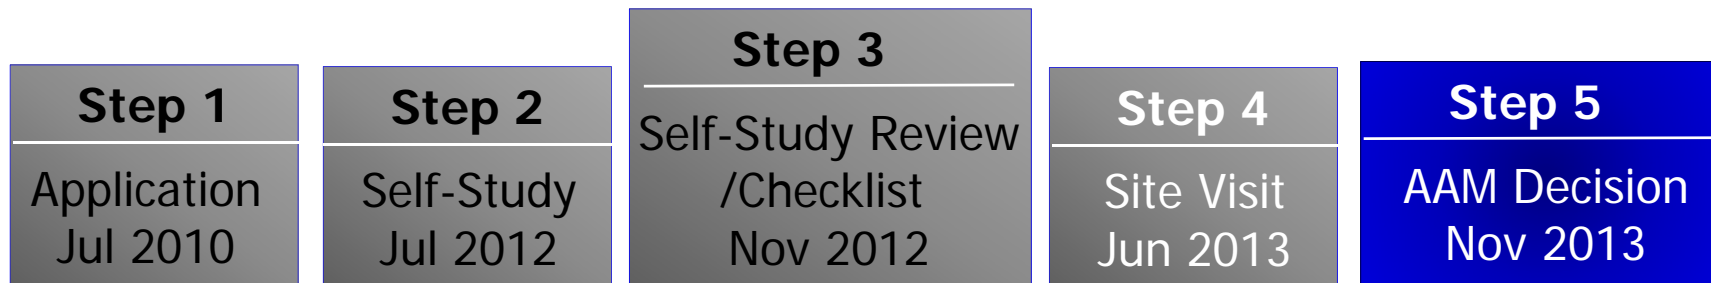 Step 1
Application
Jul 2010
Step 2
Self-Study
Jul 2012
Step 3
Self-Study Review
/Checklist
Nov 2012
Step 4
Site Visit
Jun 2013
Step 5
AAM Decision
Nov 2013